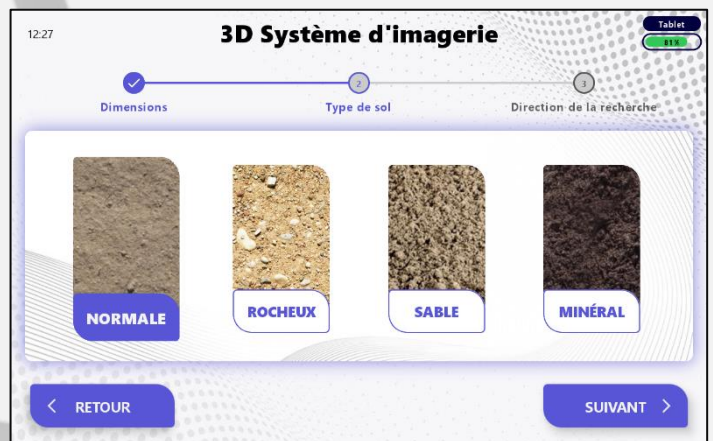 12:27
3D Système d'imagerie
Tablet
81%
2
3
Dimensions
Type de sol
Direction de la recherche
NORMALE
ROCHEUX
SABLE
MINÉRAL
< RETOUR
SUIVANT >